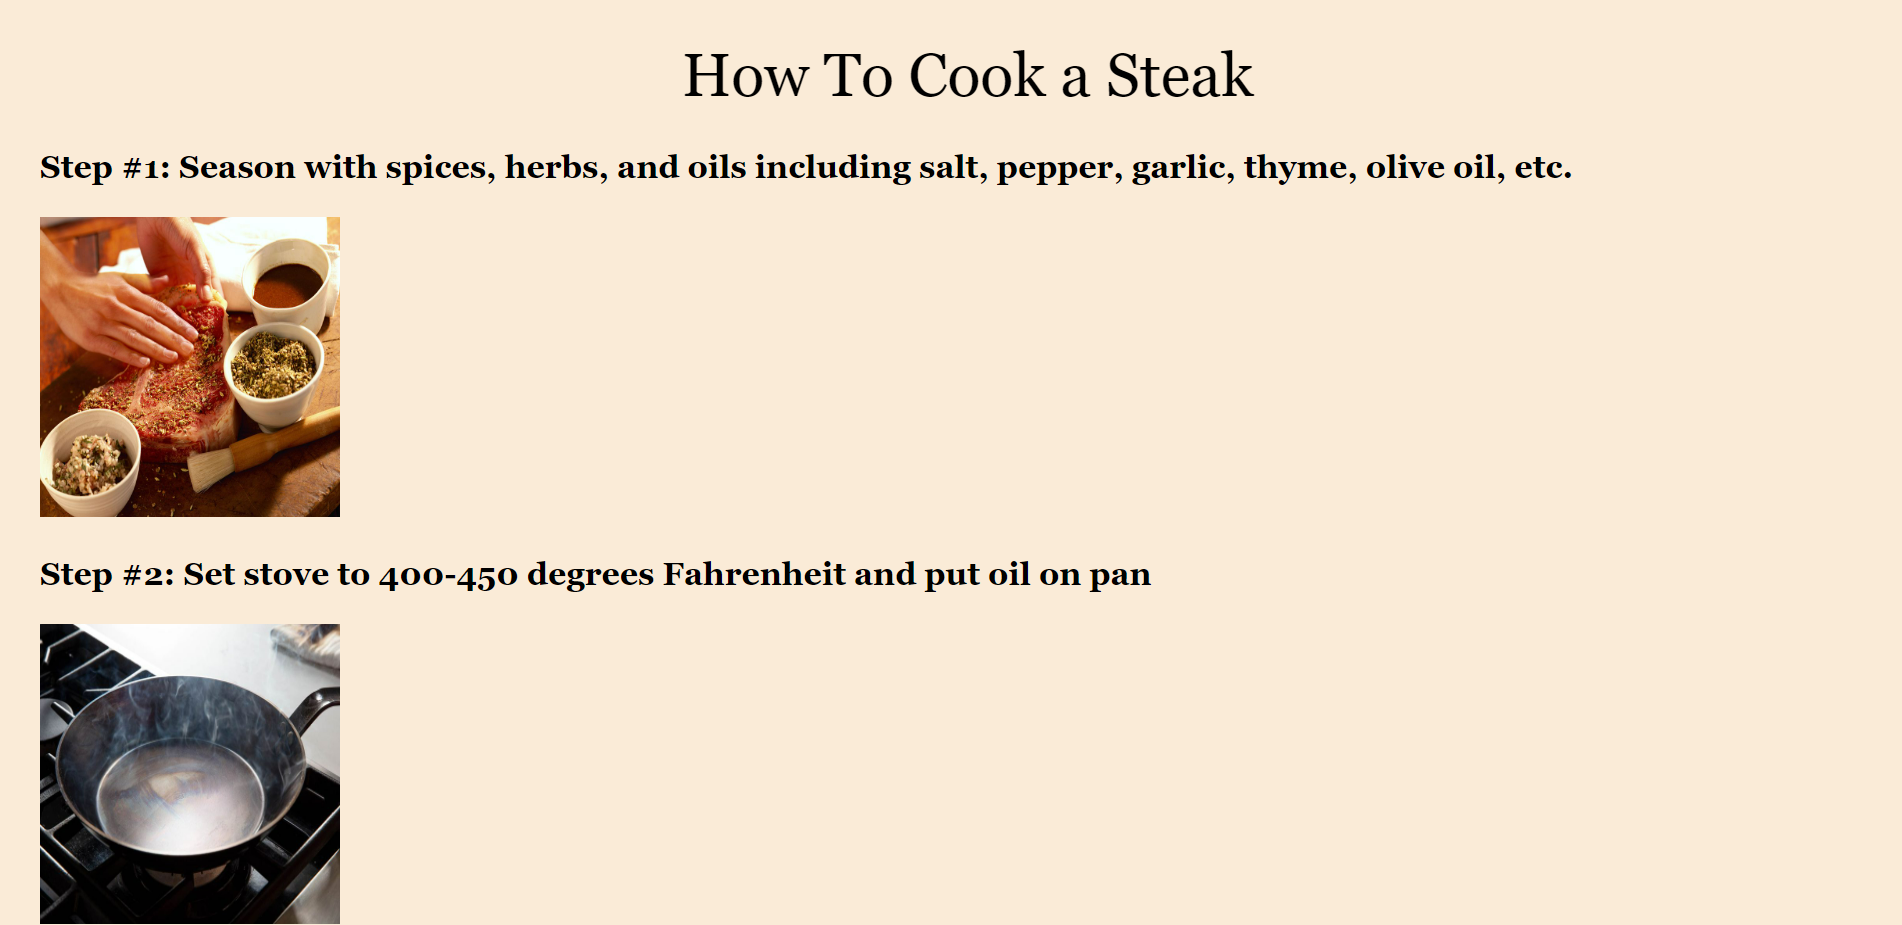 How To Cook a Steak
Step #1: Season with spices, herbs, and oils including salt, pepper, garlic, thyme, olive oil, etc.
Step #2: Set stove to 400-450 degrees Fahrenheit and put oil on pan